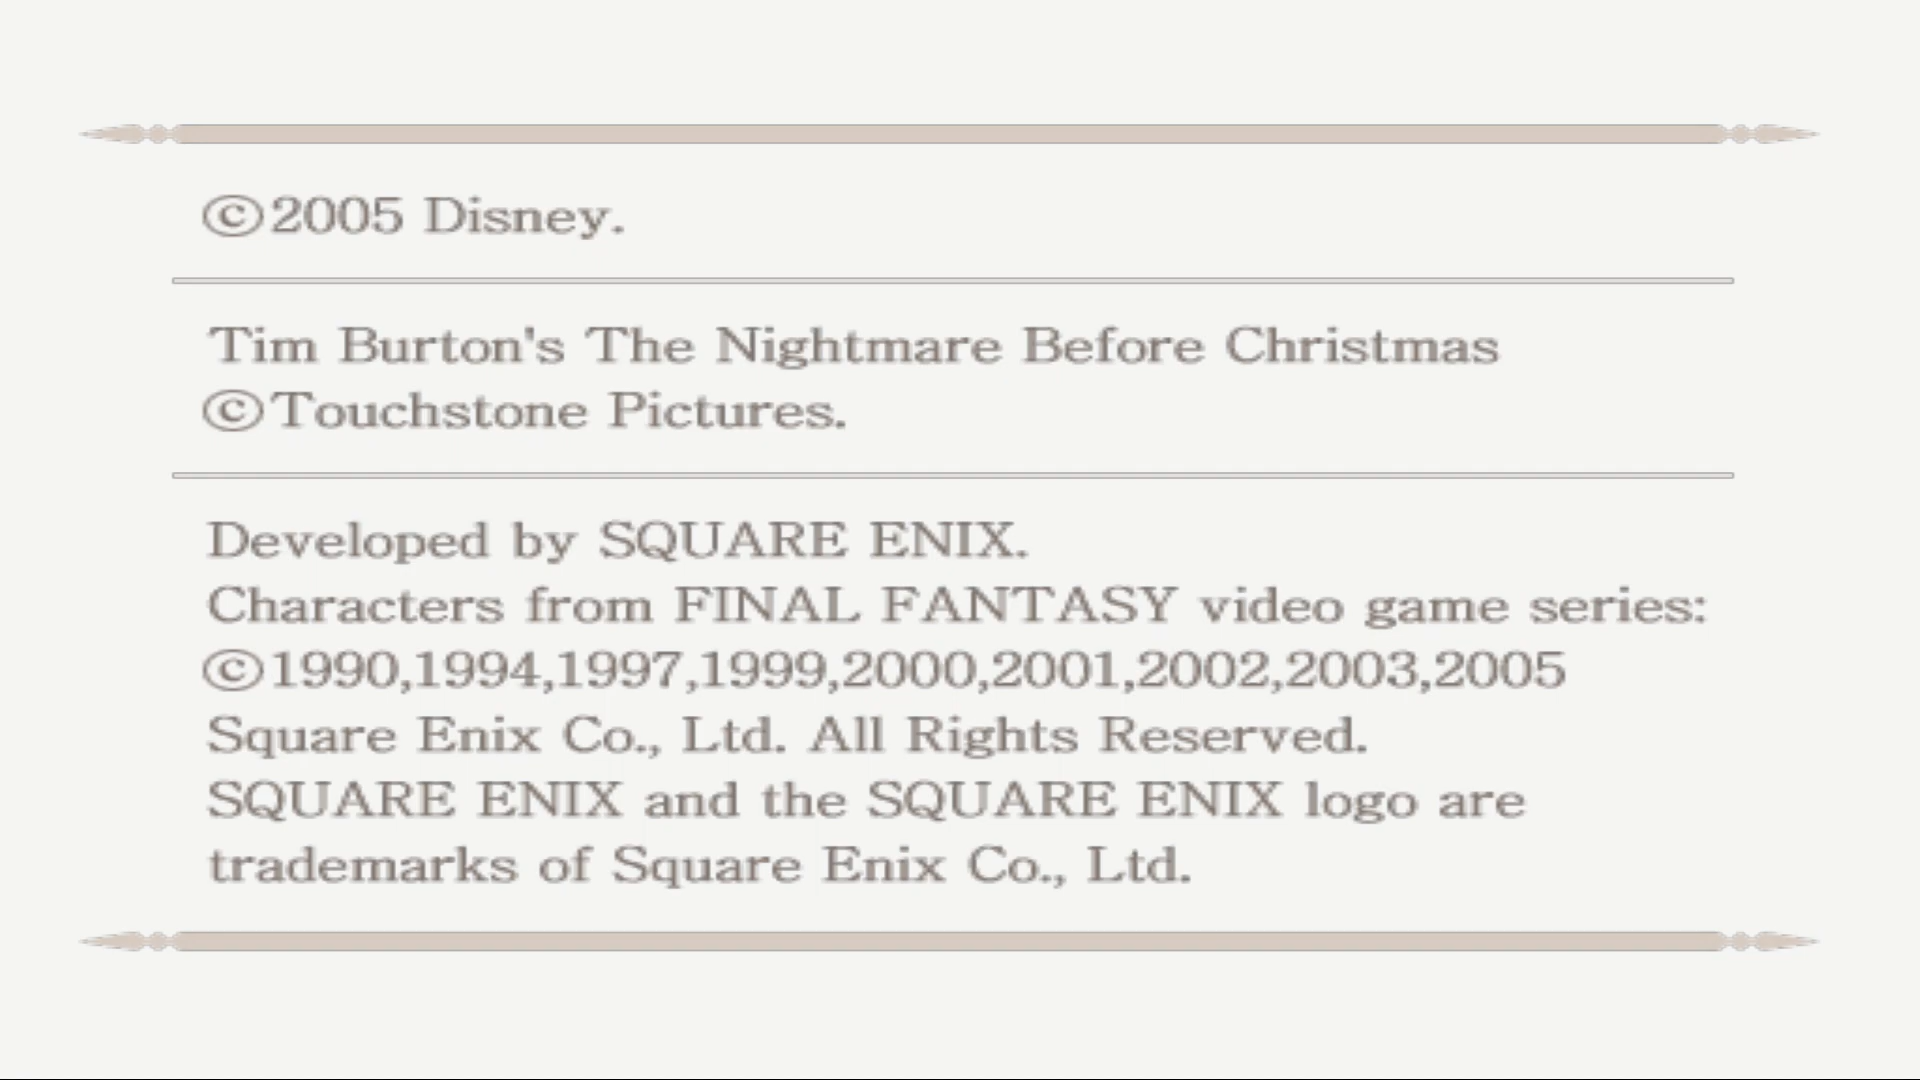 ©2005 Disney.
Tim Burton's The Nightmare Before Christmas
©Touchstone Pictures.
Developed by SQUARE ENIX.
Characters from FINAL FANTASY video game series:
©1990,1994,1997,1999,2000,2001,2002,2003,2005
Square Enix Co., Ltd. All Rights Reserved.
SQUARE ENIX and the SQUARE ENIX logo are
trademarks of Square Enix Co., Ltd.